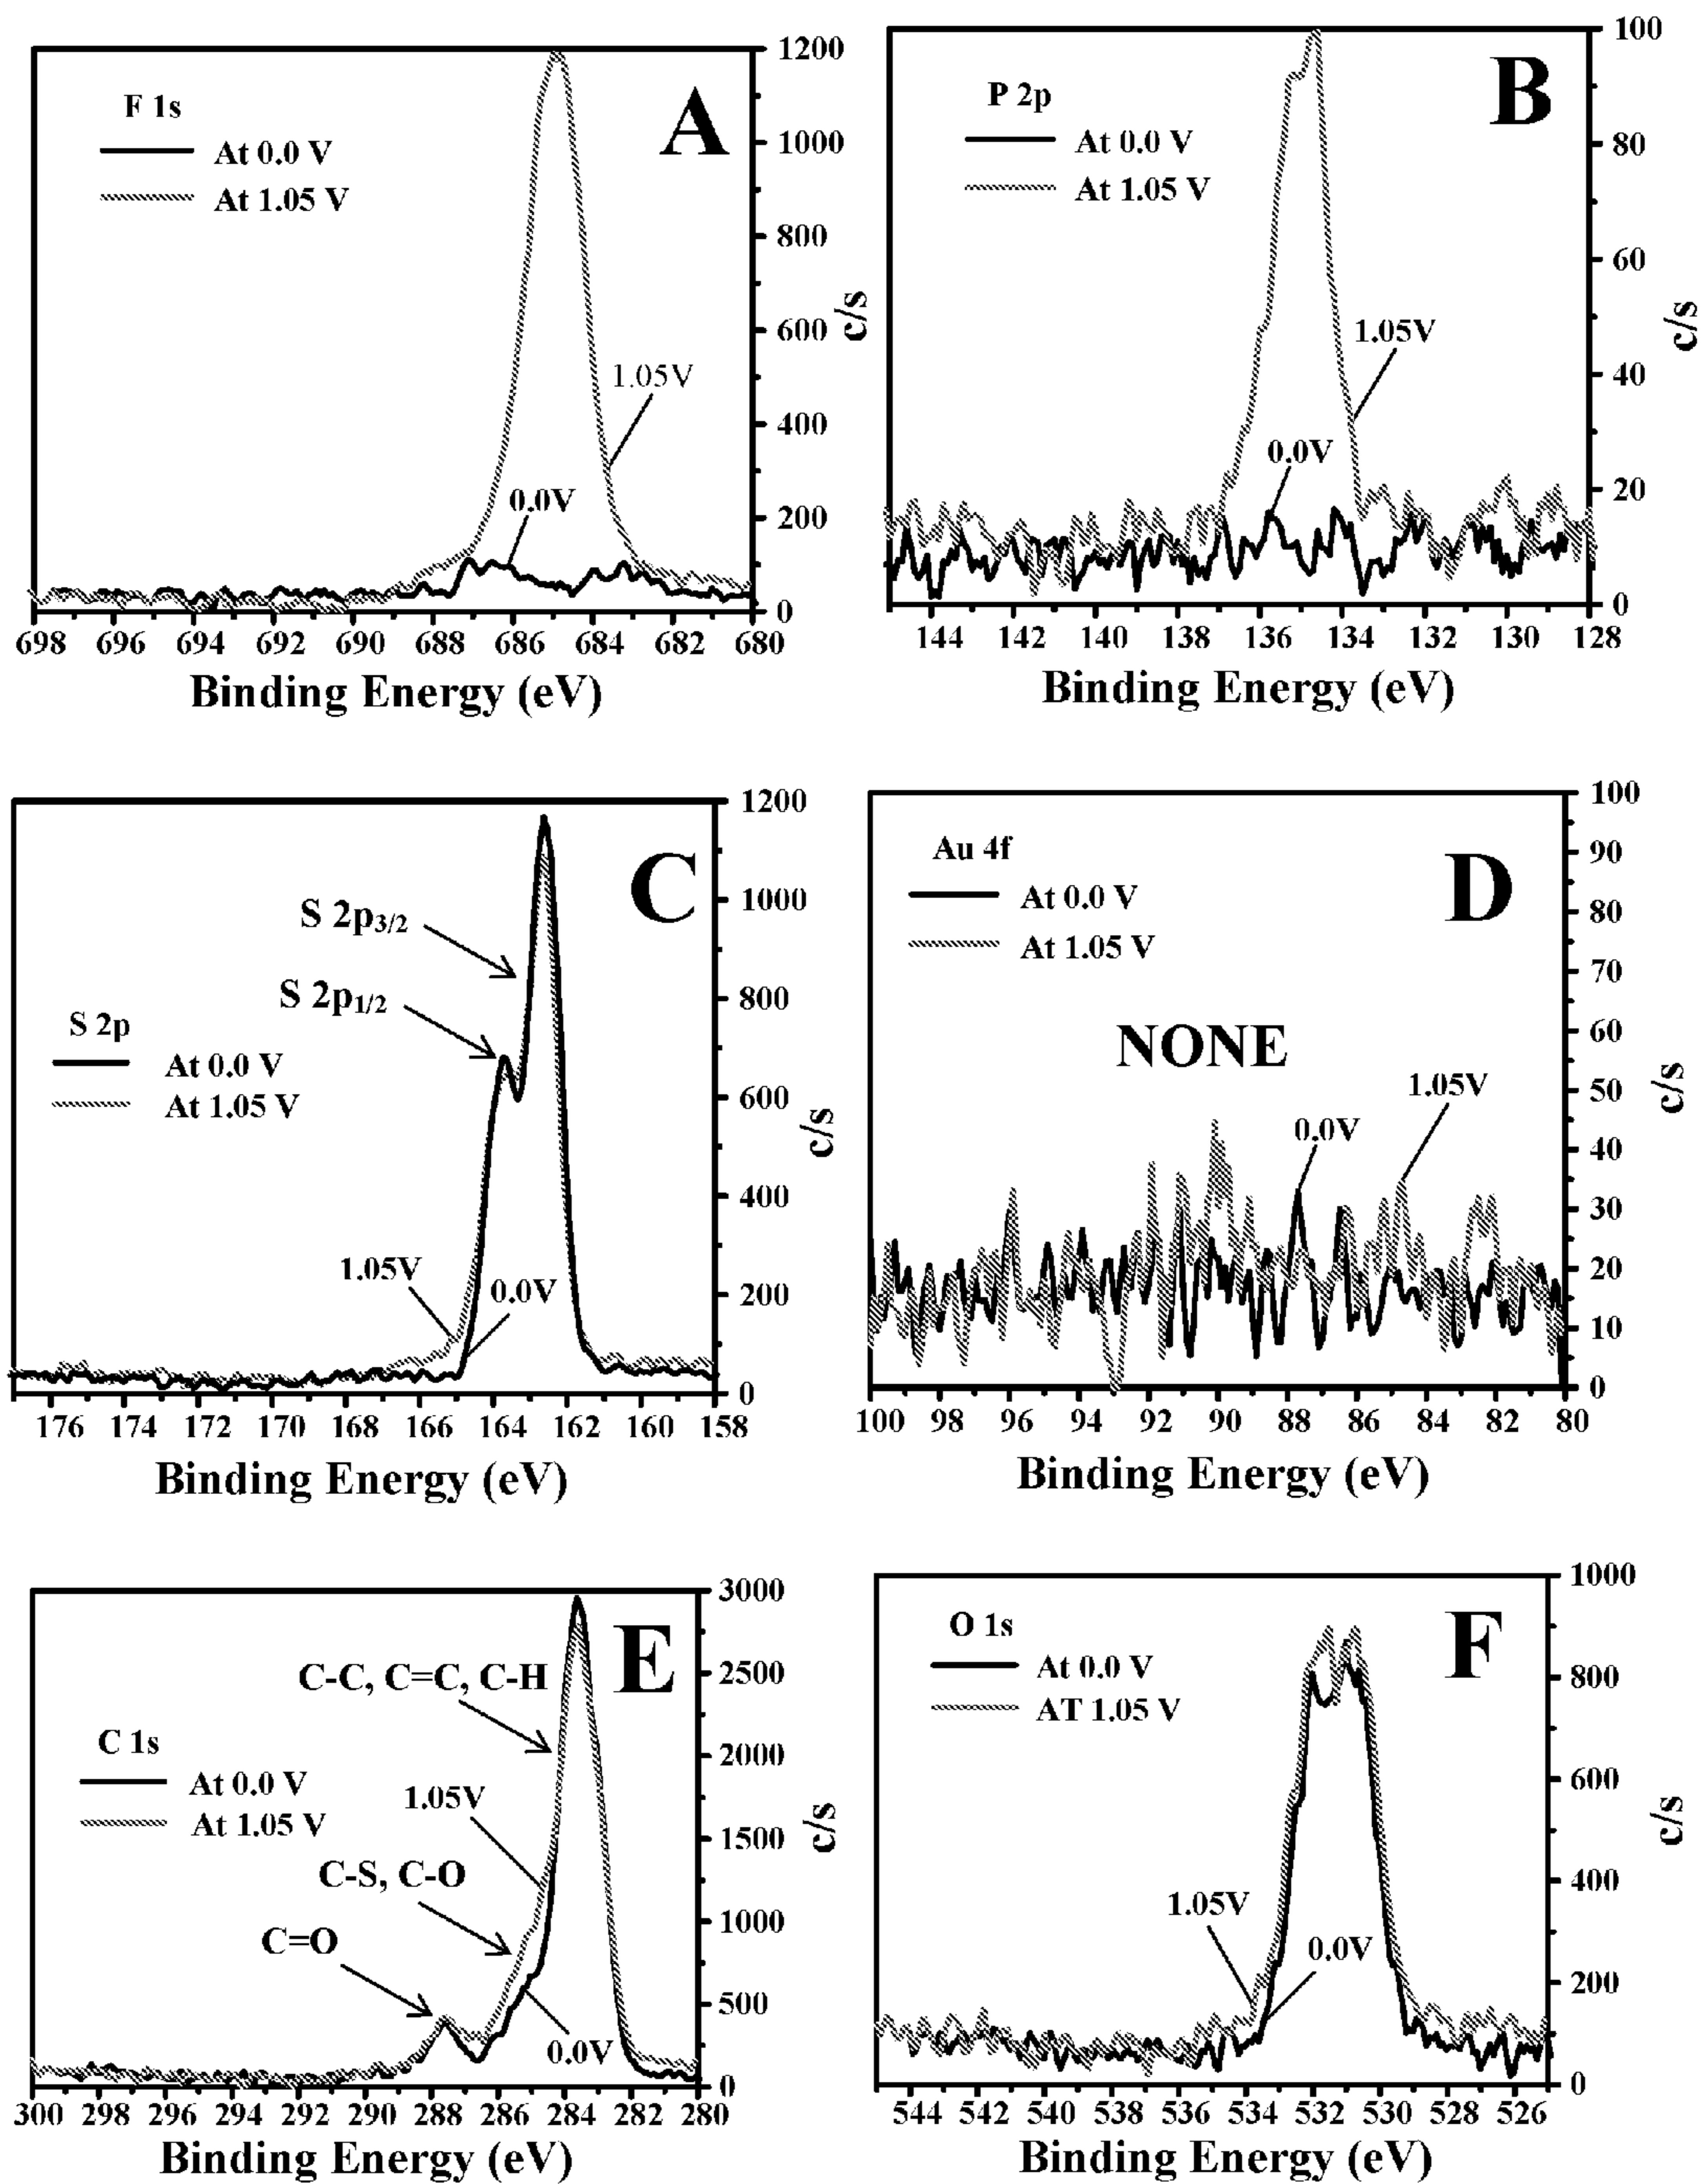 F 1s
At 0.0 V
At 1.05 V
A
1.05V
0.0V
1200
1000
800
600
400
200
0
c/s
698 696 694 692 690 688 686 684 682 680
Binding Energy (eV)
P 2p
At 0.0 V
At 1.05 V
B
1.05V
0.0V
100
80
60
40
20
0
c/s
144 142 140 138 136 134 132 130 128
Binding Energy (eV)
C
S 2p3/2
S 2p1/2
S 2p
At 0.0 V
At 1.05 V
1.05V
0.0V
1200
1000
800
600
400
200
0
c/s
176 174 172 170 168 166 164 162 160 158
Binding Energy (eV)
Au 4f
At 0.0 V
At 1.05 V
D
NONE
1.05V
0.0V
100
90
80
70
60
50
40
30
20
10
0
c/s
100 98 96 94 92 90 88 86 84 82 80
Binding Energy (eV)
E
C-C, C=C, C-H
C 1s
At 0.0 V
At 1.05 V
1.05V
C-S, C-O
C=O
0.0V
3000
2500
2000
1500
1000
500
0
c/s
300 298 296 294 292 290 288 286 284 282 280
Binding Energy (eV)
O 1s
At 0.0 V
AT 1.05 V
F
1.05V
0.0V
1000
800
600
400
200
0
c/s
544 542 540 538 536 534 532 530 528 526
Binding Energy (eV)